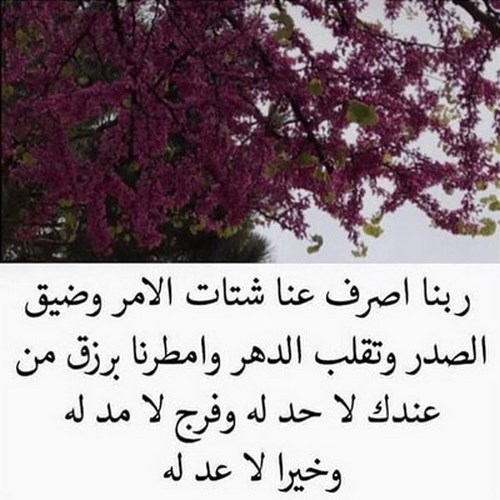 ربنا اصرف عنا شتات الامر وضيق
الصدر وتقلب الدهر وامطرنا برزق من
عندك لا حد له وفرج لا مد له
وخيرا لا عد له